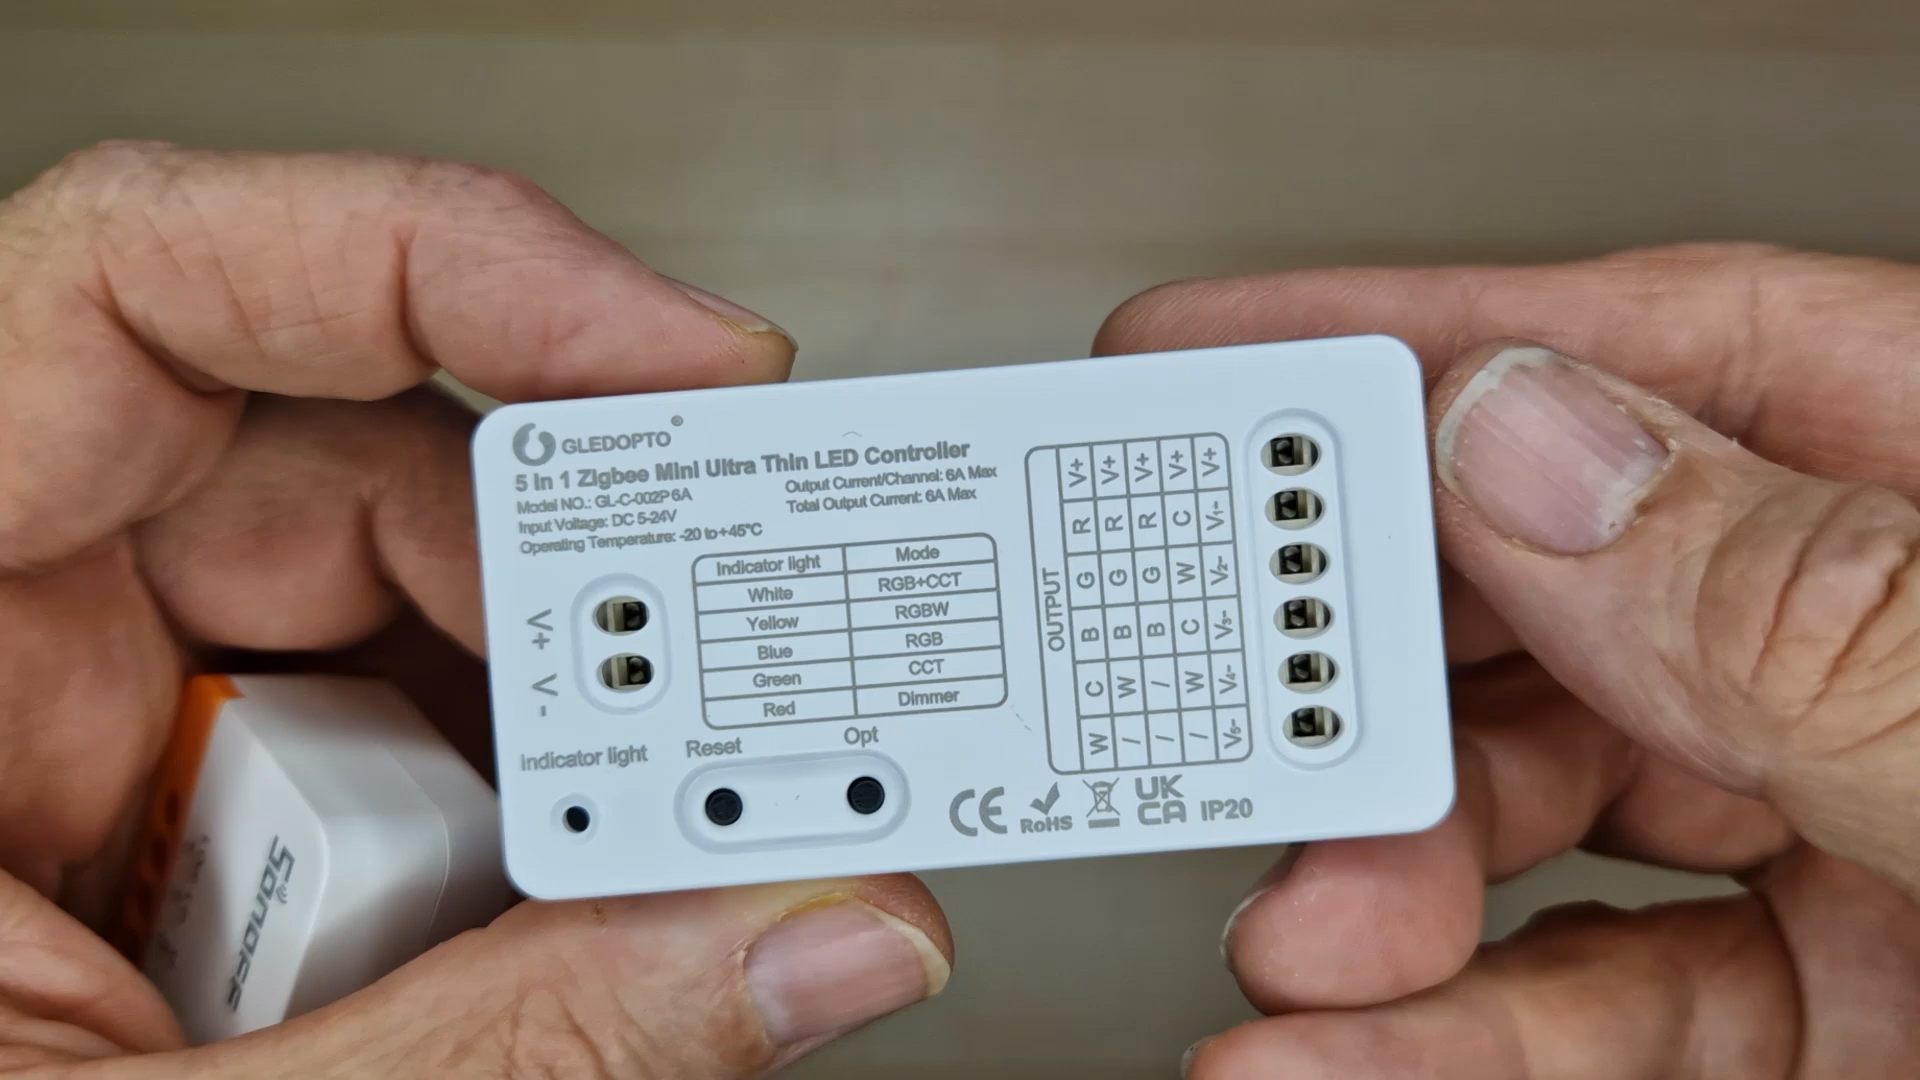 GLEDOPTO®
5 in 1 Zigbee Mini Ultra Thin LED Controller
Model NO.: GL-C-002P 6A
Input Voltage: DC 5-24V
Operating Temperature: -20 to+45°C
Output Current/Channel: 6A Max
Total Output Current: 6A Max
V+
V-
Indicator light Mode
White RGB+CCT
Yellow RGBW
Blue RGB
Green CCT
Red Dimmer
Indicator light
Reset
Opt
OUTPUT
W C B G R V+
/ W B G R V+
/ / B G R V+
/ W C W C V+
V5- V4- V3- V2- V1- V+
CE
RoHS
UK
CA
IP20
SONOFF